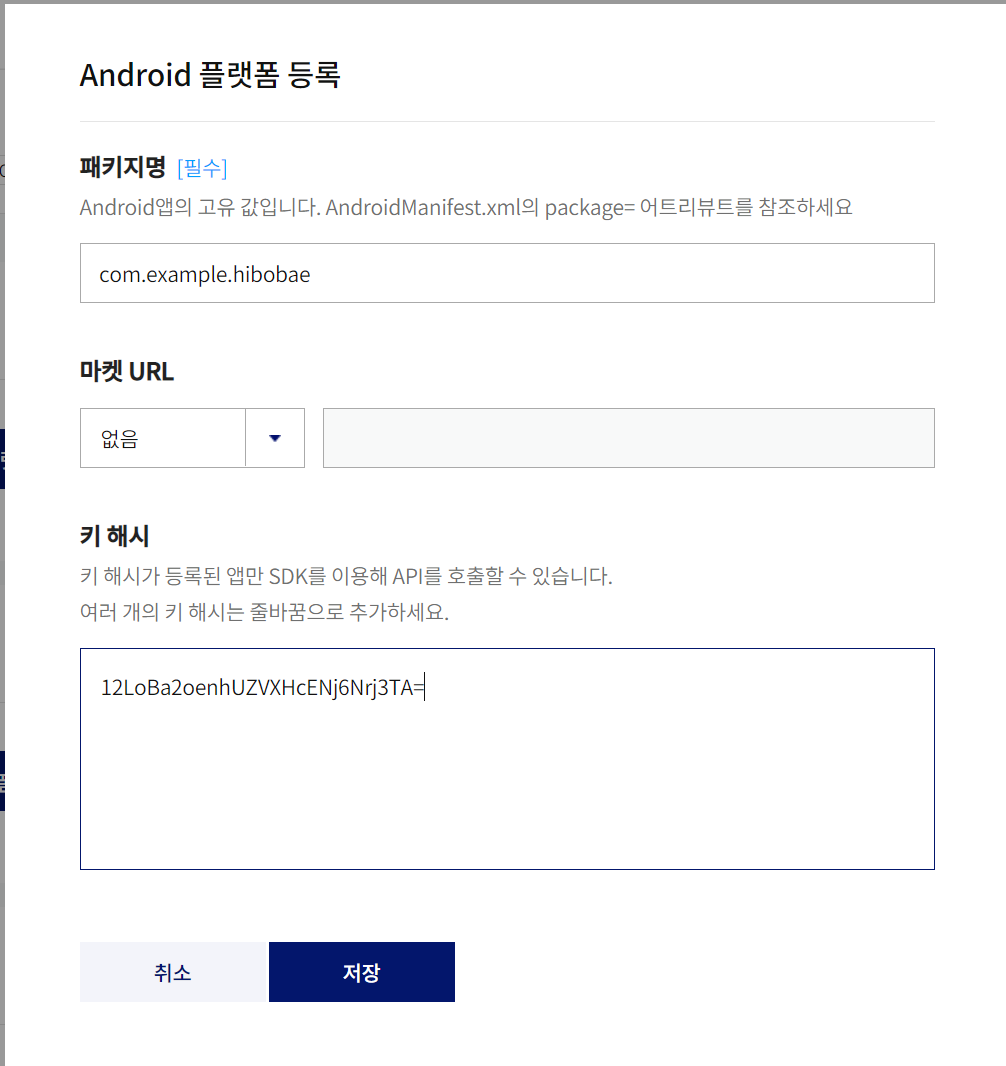 Android 플랫폼 등록
패키지명 [필수]
Android앱의 고유 값입니다. AndroidManifest.xml의 package= 어트리뷰트를 참조하세요
com.example.hibobae
마켓 URL
없음
키 해시
키 해시가 등록된 앱만 SDK를 이용해 API를 호출할 수 있습니다.
여러 개의 키 해시는 줄바꿈으로 추가하세요.
12LoBa2oenhUZVXHcENj6Nrj3TA=
취소
저장